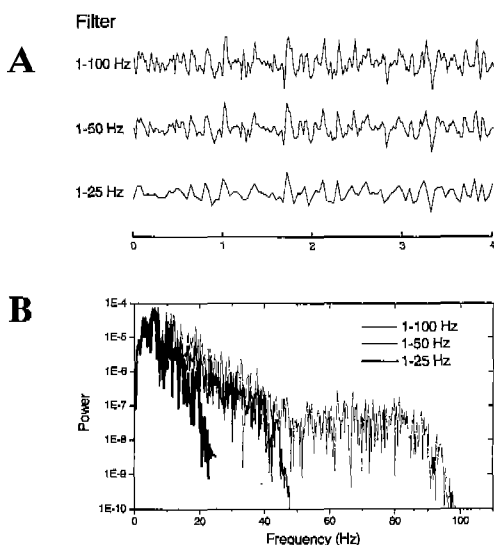 Filter
A
1-100 Hz
1-50 Hz
1-25 Hz
0 1 2 3 4
B
1E-4
1E-5
1E-6
1E-7
1E-8
1E-9
1E-10
Power
1-100 Hz
1-50 Hz
1-25 Hz
0 20 40 60 80 100
Frequency (Hz)